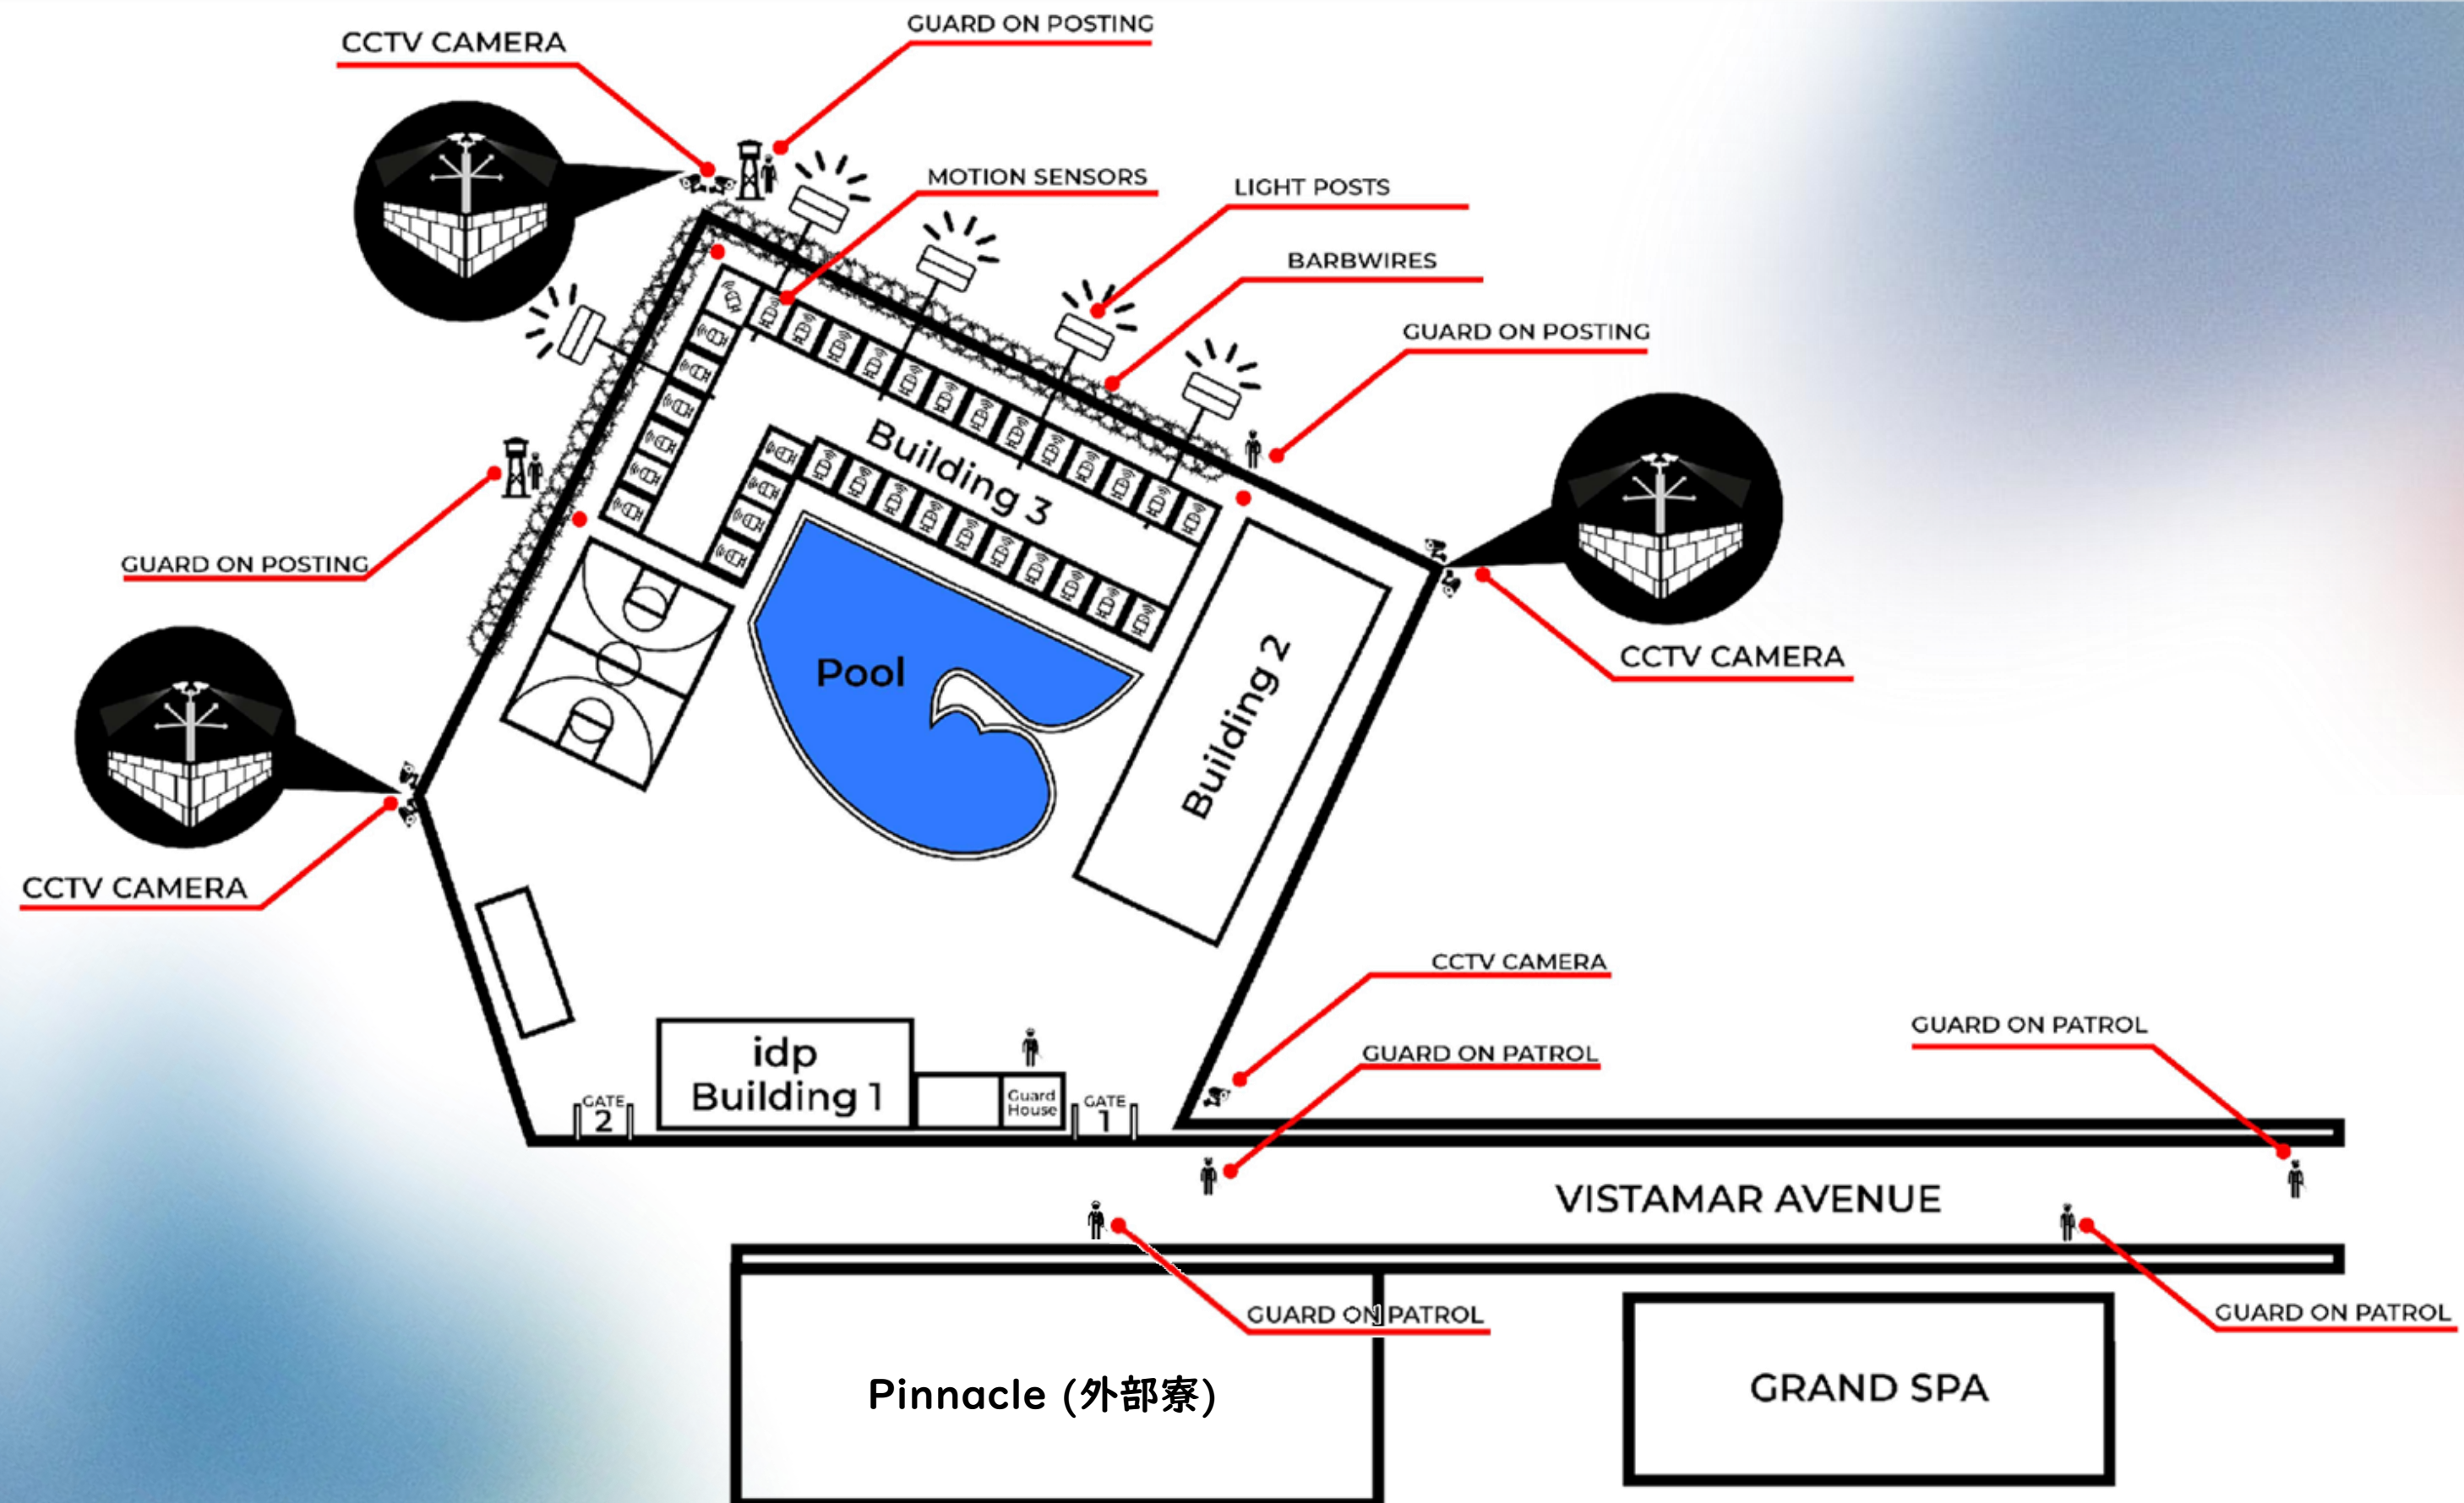 GUARD ON POSTING
CCTV CAMERA
MOTION SENSORS
LIGHT POSTS
BARBWIRES
GUARD ON POSTING
Building 3
GUARD ON POSTING
CCTV CAMERA
Pool
Building 2
CCTV CAMERA
CCTV CAMERA
GUARD ON PATROL
GUARD ON PATROL
idp
Building 1
Guard
House
GATE
2
GATE
1
VISTAMAR AVENUE
GUARD ON PATROL
GUARD ON PATROL
Pinnacle (外部寮)
GRAND SPA